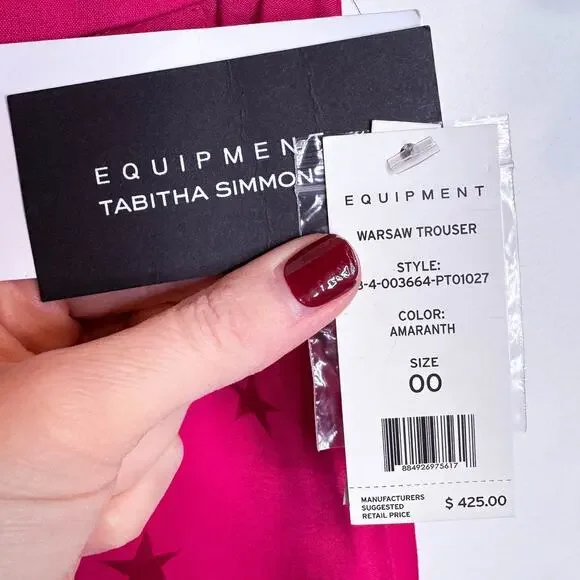 EQUIPMENT
TABITHA SIMMONS
EQUIPMENT
WARSAW TROUSER
STYLE:
-4-003664-PT01027
COLOR:
AMARANTH
SIZE
00
884926975617
MANUFACTURERS
SUGGESTED
RETAIL PRICE
$ 425.00